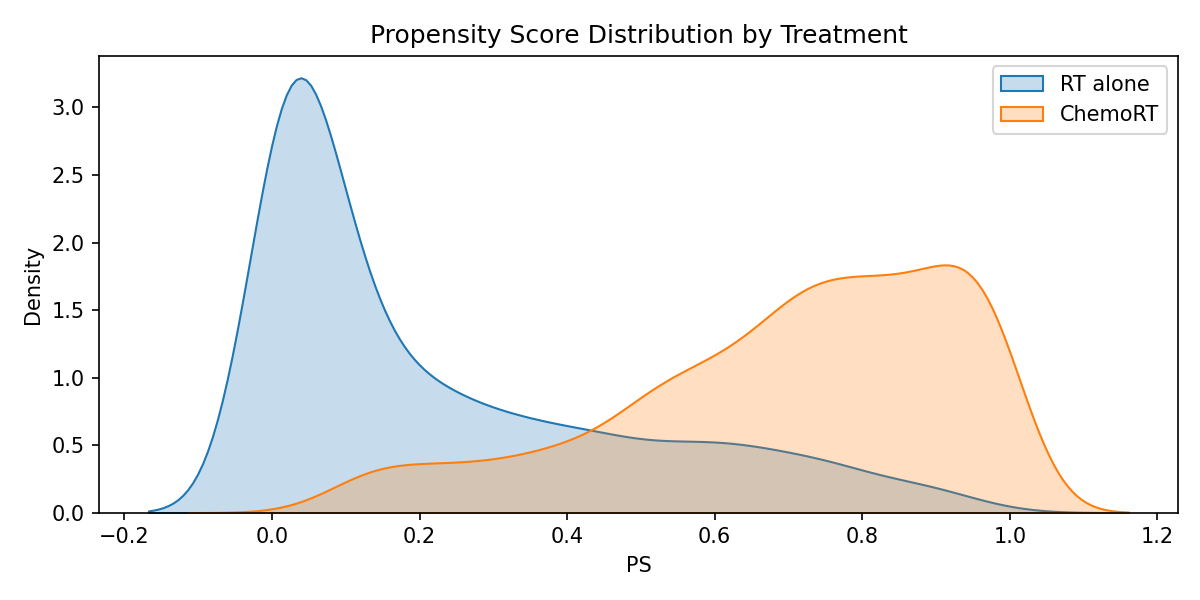 Propensity Score Distribution by Treatment
RT alone
ChemoRT
Density
3.0
2.5
2.0
1.5
1.0
0.5
0.0
−0.2 0.0 0.2 0.4 0.6 0.8 1.0 1.2
PS